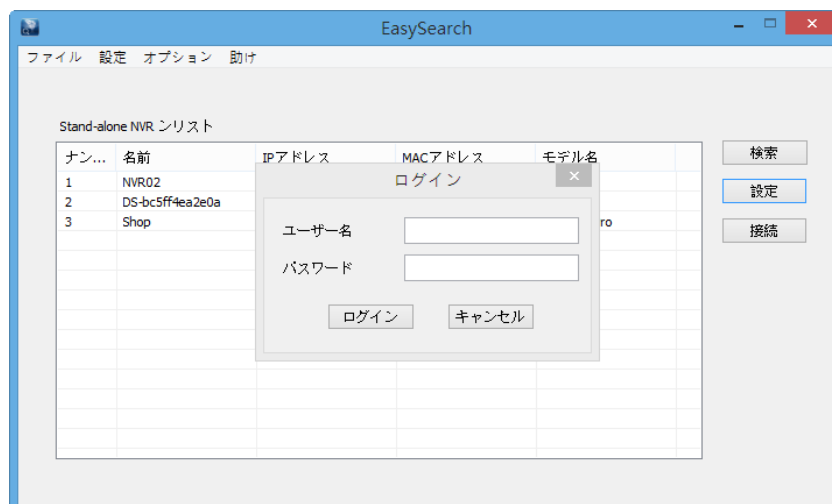 EasySearch
ファイル 設定 オプション 助け
Stand-alone NVR ンリスト
ナン... 名前 IPアドレス MACアドレス モデル名
1 NVR02
2 DS-bc5ff4ea2e0a
3 Shop ro
検索
設定
接続
ログイン
ユーザー名
パスワード
ログイン キャンセル